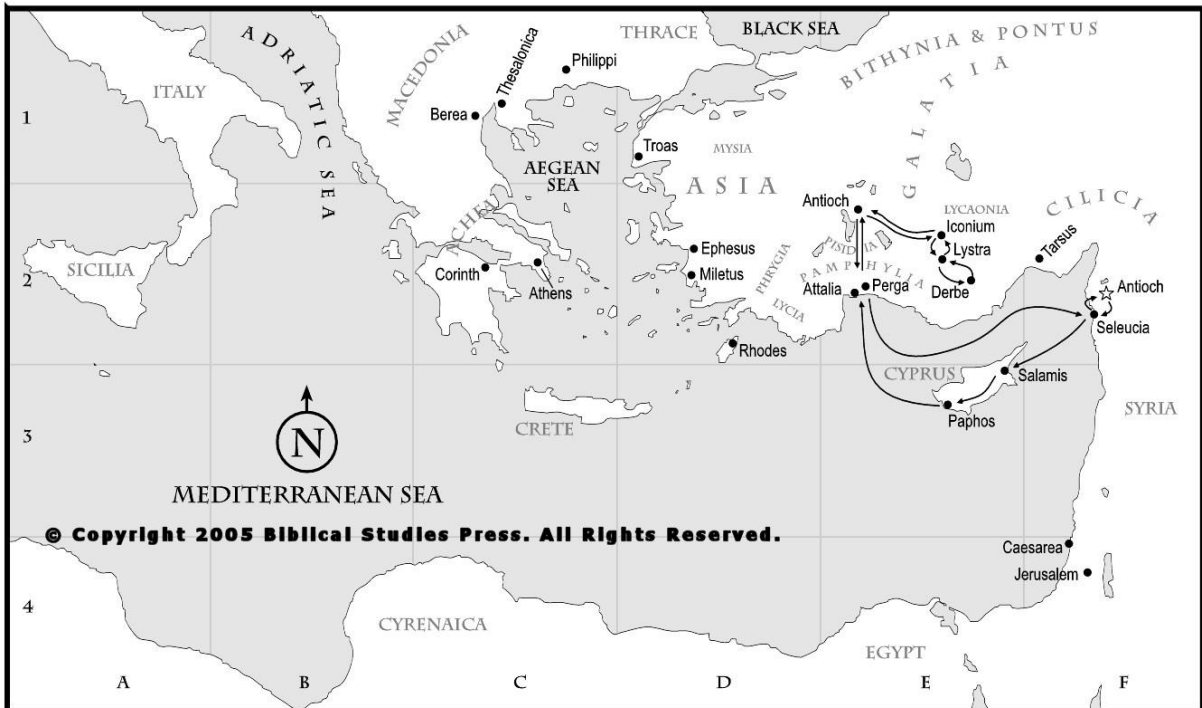 BLACK SEA
THRACE
BITHYNIA & PONTUS
ADRIATIC SEA
MACEDONIA
Thesalonica
Philippi
GALATIA
ITALY
1
Berea
Troas
MYSIA
AEGEAN
SEA
ASIA
Antioch
LYCAONIA
CILICIA
ACHEAI
Iconium
Ephesus
PISIDIA
Lystra
Tarsus
SICILIA
Corinth
Miletus
PHRYGIA
PAMPHYLJA
2
Athens
Attalia
Perga
Derbe
Antioch
LYCIA
Seleucia
Rhodes
CYPRUS
Salamis
SYRIA
Paphos
CRETE
3
N
MEDITERRANEAN SEA
© Copyright 2005 Biblical Studies Press. All Rights Reserved.
Caesarea
Jerusalem
4
CYRENAICA
EGYPT
A
B
C
D
E
F